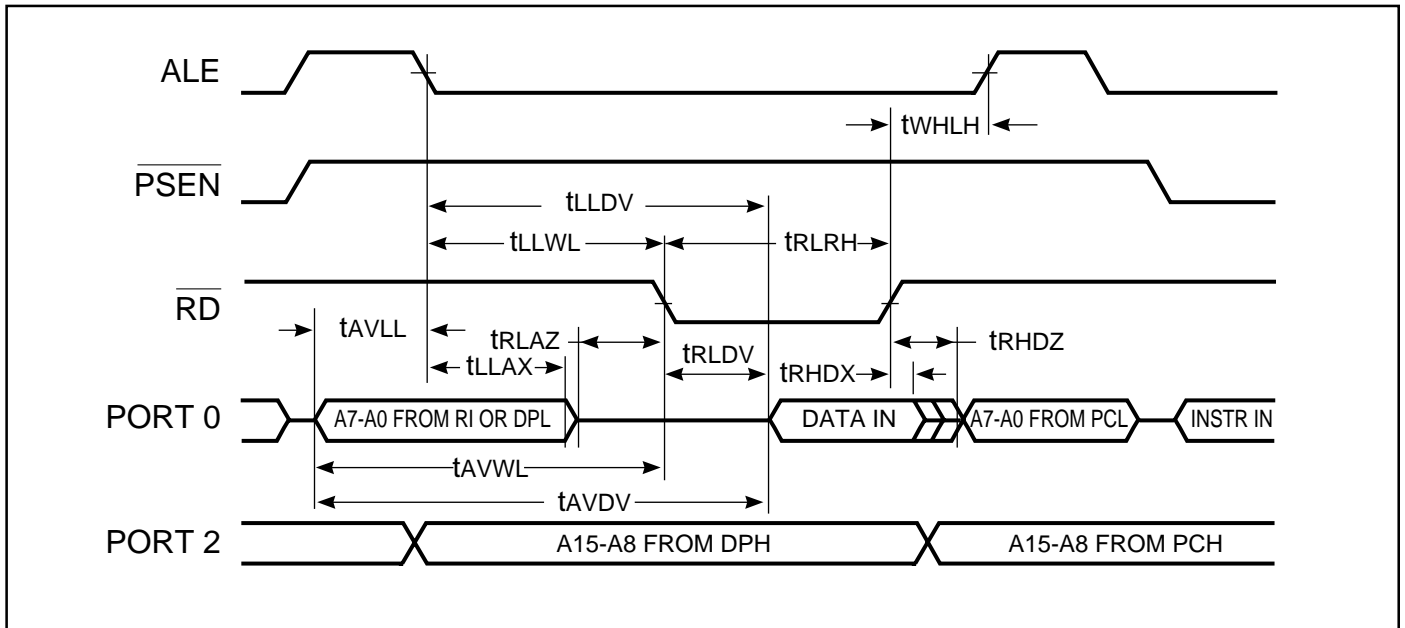 ALE
tWHLH
PSEN
tLLDV
tLLWL
tRLRH
RD
tAVLL
tRLAZ
tRLDV
tRHDZ
tLLAX
tRHDX
PORT 0
A7-A0 FROM RI OR DPL
DATA IN
A7-A0 FROM PCL
INSTR IN
tAVWL
tAVDV
PORT 2
A15-A8 FROM DPH
A15-A8 FROM PCH